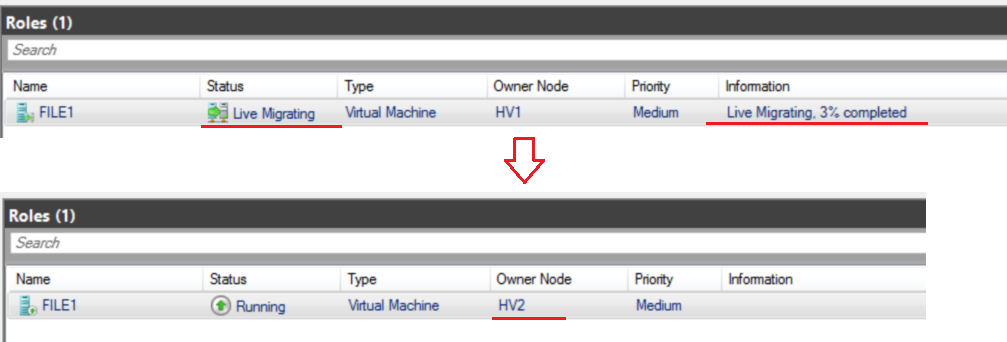 Roles (1)
Search
Name Status Type Owner Node Priority Information
FILE1 Live Migrating Virtual Machine HV1 Medium Live Migrating, 3% completed
Roles (1)
Search
Name Status Type Owner Node Priority Information
FILE1 Running Virtual Machine HV2 Medium